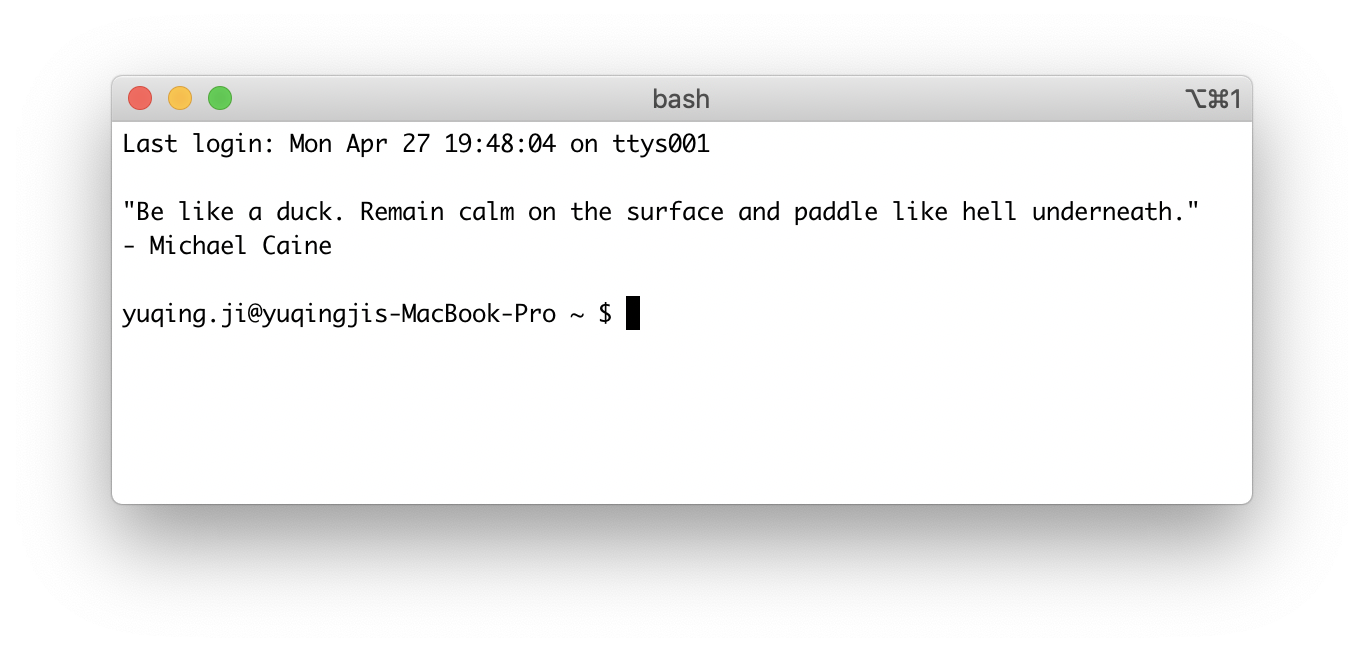 bash
⌥⌘1
Last login: Mon Apr 27 19:48:04 on ttys001
"Be like a duck. Remain calm on the surface and paddle like hell underneath."
- Michael Caine
yuqing.ji@yuqingjis-MacBook-Pro ~ $